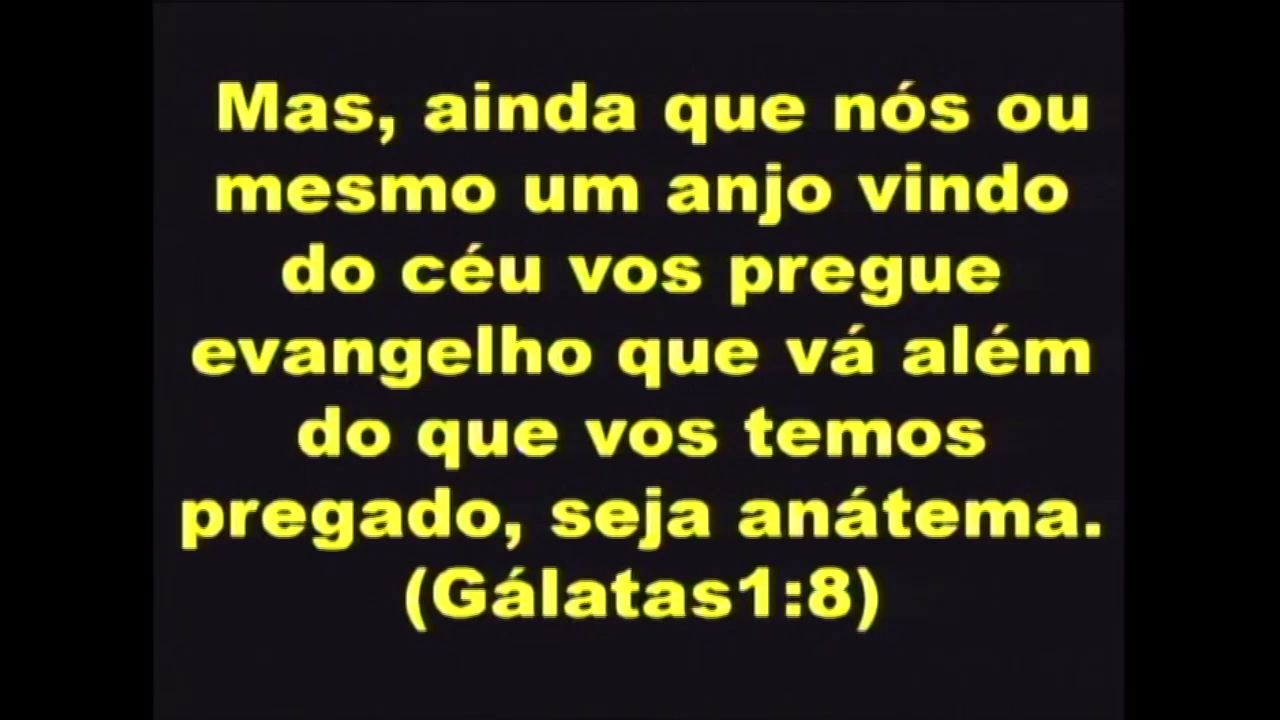 Mas, ainda que nós ou
mesmo um anjo vindo
do céu vos pregue
evangelho que vá além
do que vos temos
pregado, seja anátema.
(Gálatas1:8)